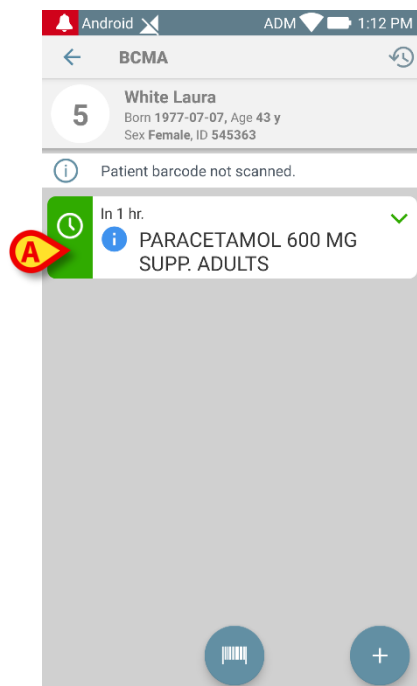 Android ADM 1:12 PM
BCMA
5
White Laura
Born 1977-07-07, Age 43 y
Sex Female, ID 545363
i Patient barcode not scanned.
In 1 hr.
i PARACETAMOL 600 MG
SUPP. ADULTS
A
+